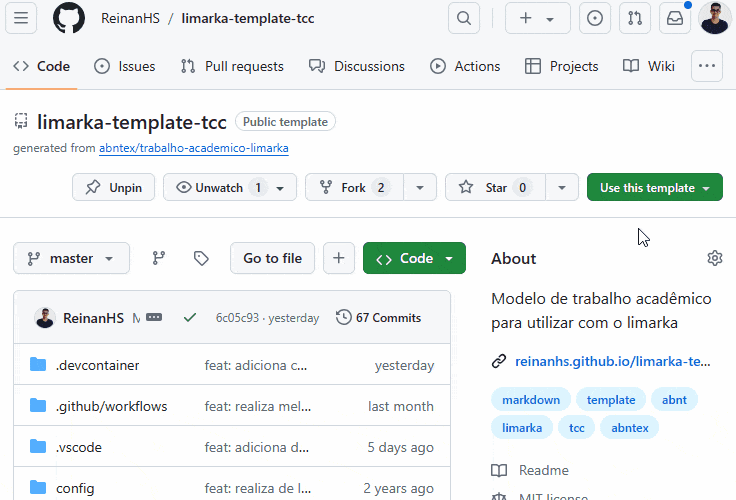 ReinanHS / limarka-template-tcc
Code Issues Pull requests Discussions Actions Projects Wiki
limarka-template-tcc Public template
generated from abntex/trabalho-academico-limarka
Unpin Unwatch 1 Fork 2 Star 0 Use this template
master Go to file Code
ReinanHS 6c05c93 · yesterday 67 Commits
.devcontainer feat: adiciona c... yesterday
.github/workflows feat: realiza mel... last month
.vscode feat: adiciona d... 5 days ago
config feat: realiza de l... 2 years ago
About
Modelo de trabalho acadêmico
para utilizar com o limarka
reinanhs.github.io/limarka-te...
markdown template abnt
limarka tcc abntex
Readme
MIT license